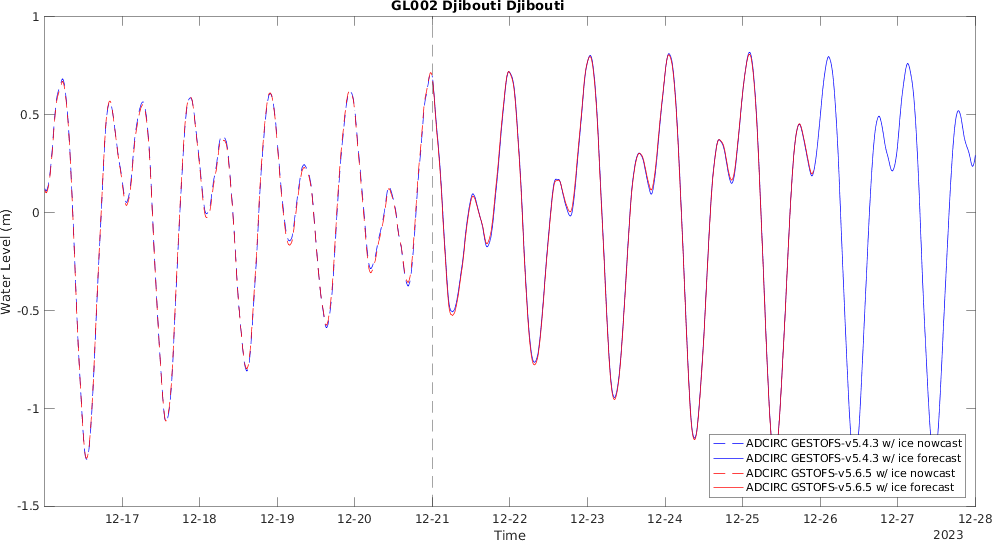 GL002 Djibouti Djibouti
1
0.5
0
-0.5
-1
-1.5
Water Level (m)
12-17 12-18 12-19 12-20 12-21 12-22 12-23 12-24 12-25 12-26 12-27 12-28
Time
2023
ADCIRC GESTOFS-v5.4.3 w/ ice nowcast
ADCIRC GESTOFS-v5.4.3 w/ ice forecast
ADCIRC GSTOFS-v5.6.5 w/ ice nowcast
ADCIRC GSTOFS-v5.6.5 w/ ice forecast